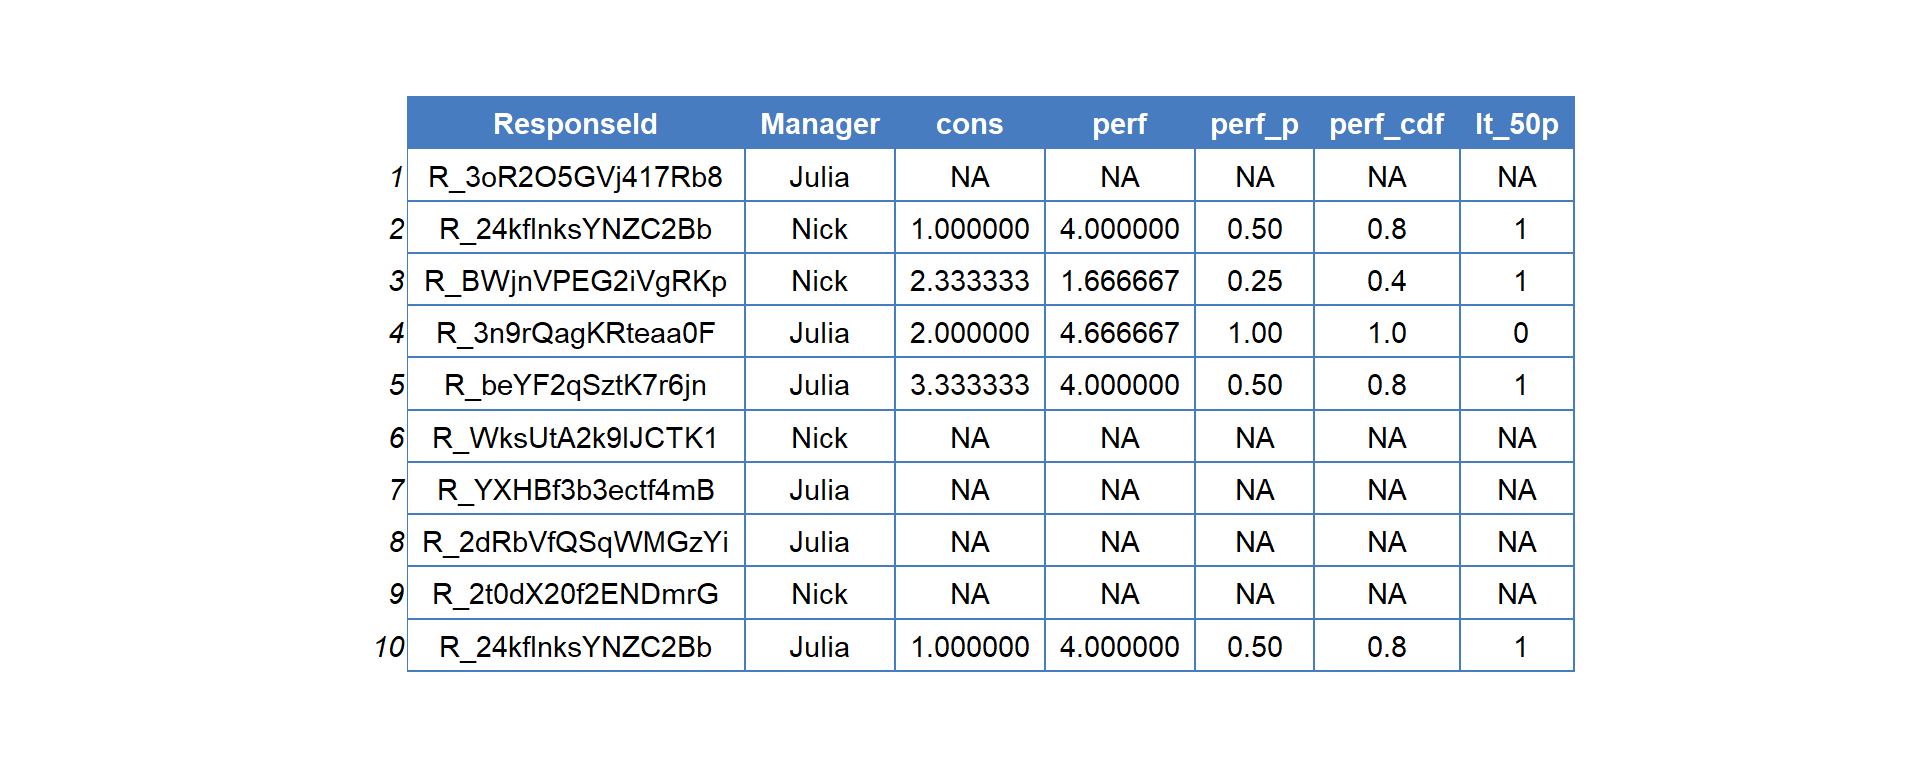 ResponseId Manager cons perf perf_p perf_cdf lt_50p
1 R_3oR2O5GVj417Rb8 Julia NA NA NA NA NA
2 R_24kflnksYNZC2Bb Nick 1.000000 4.000000 0.50 0.8 1
3 R_BWjnVPEG2iVgRKp Nick 2.333333 1.666667 0.25 0.4 1
4 R_3n9rQagKRteaa0F Julia 2.000000 4.666667 1.00 1.0 0
5 R_beYF2qSztK7r6jn Julia 3.333333 4.000000 0.50 0.8 1
6 R_WksUtA2k9IJCTK1 Nick NA NA NA NA NA
7 R_YXHBf3b3ectf4mB Julia NA NA NA NA NA
8 R_2dRbVfQSqWMGzYi Julia NA NA NA NA NA
9 R_2t0dX20f2ENDmrG Nick NA NA NA NA NA
10 R_24kflnksYNZC2Bb Julia 1.000000 4.000000 0.50 0.8 1